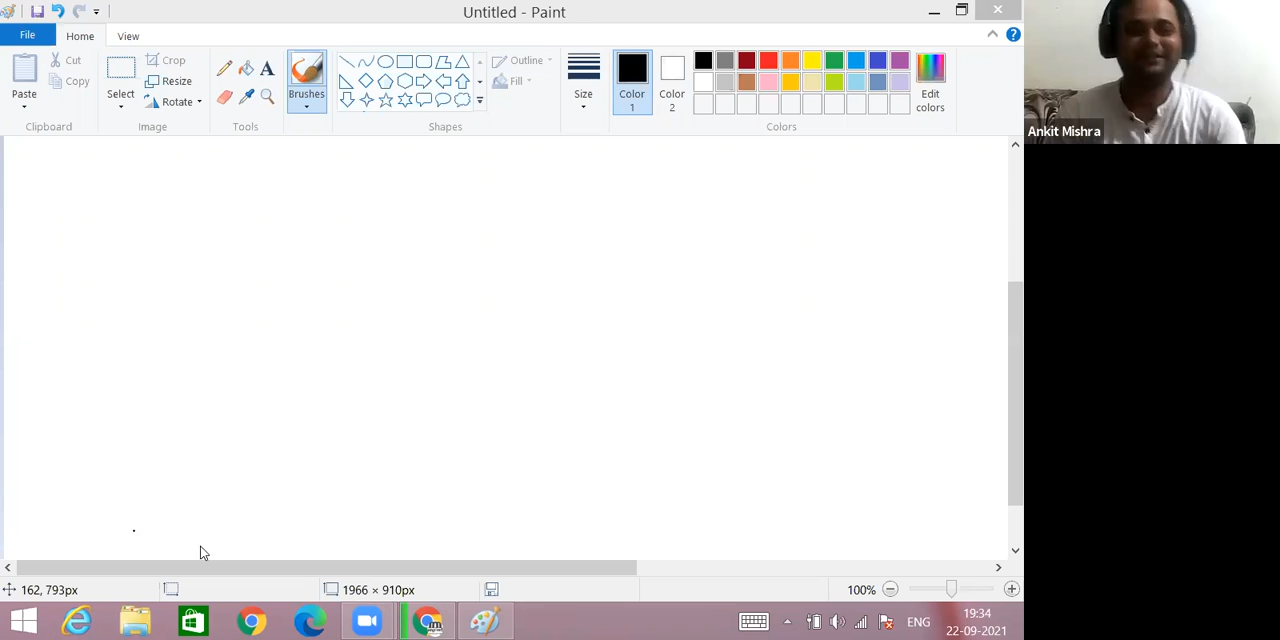 Untitled - Paint
File Home View
Paste Cut Copy
Clipboard
Select Crop Resize Rotate
Image
Tools
Brushes
Outline
Fill
Shapes
Size
Color 1
Color 2
Edit colors
Colors
Ankit Mishra
162, 793px
1966 × 910px
100%
ENG
19:34
22-09-2021